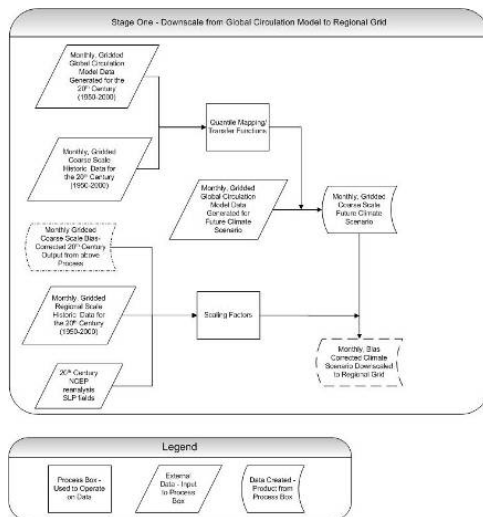 Stage One - Downscale from Global Circulation Model to Regional Grid
Monthly, Gridded
Global Circulation
Model Data
Generated for the
20th Century
(1950-2000)
Quantile Mapping/
Transfer Functions
Monthly, Gridded
Coarse Scale
Historic Data for
the 20th Century
(1950-2000)
Monthly, Gridded
Global Circulation
Model Data
Generated for
Future Climate
Scenario
Monthly, Gridded
Coarse Scale
Future Climate
Scenario
Monthly Gridded
Coarse Scale Bias-
Corrected 20th Century
Output from above
Process
Monthly, Gridded
Regional Scale
Historic Data for
the 20th Century
(1950-2000)
Scaling Factors
Monthly, Bias
Corrected Climate
Scenario Downscaled
to Regional Grid
20th Century
NCEP
reanalysis
SLP fields
Legend
Process Box -
Used to Operate
on Data
External
Data - Input
to Process
Box
Data Created -
Product from
Process Box